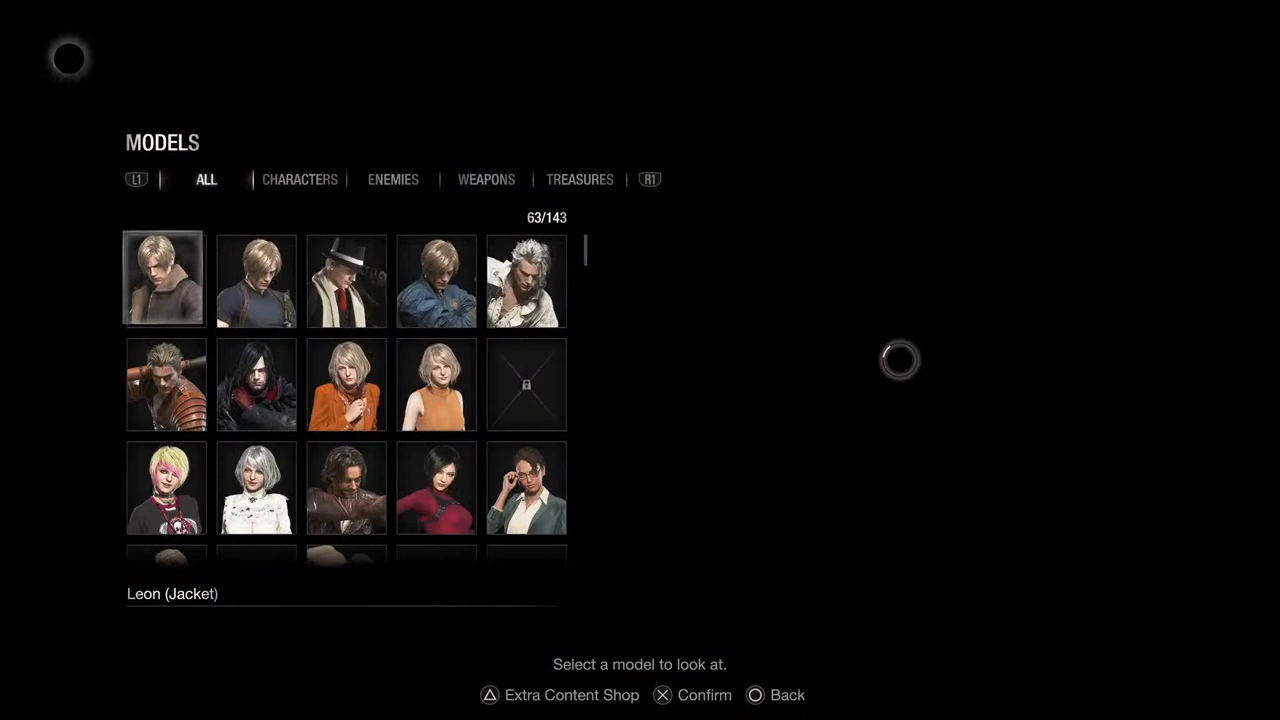 MODELS
L1 ALL CHARACTERS ENEMIES WEAPONS TREASURES R1
63/143
Leon (Jacket)
Select a model to look at.
Extra Content Shop Confirm Back